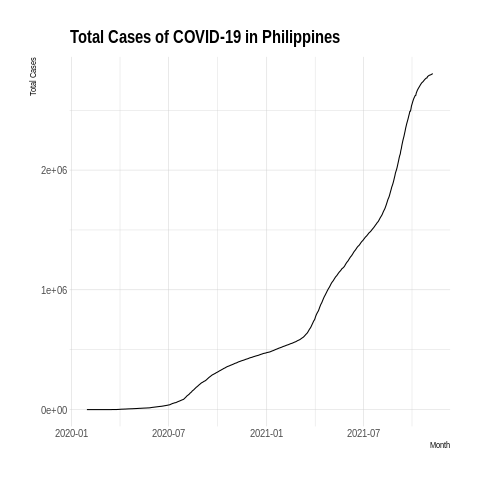 Total Cases of COVID-19 in Philippines
Total Cases
2e+06
1e+06
0e+00
2020-01 2020-07 2021-01 2021-07
Month